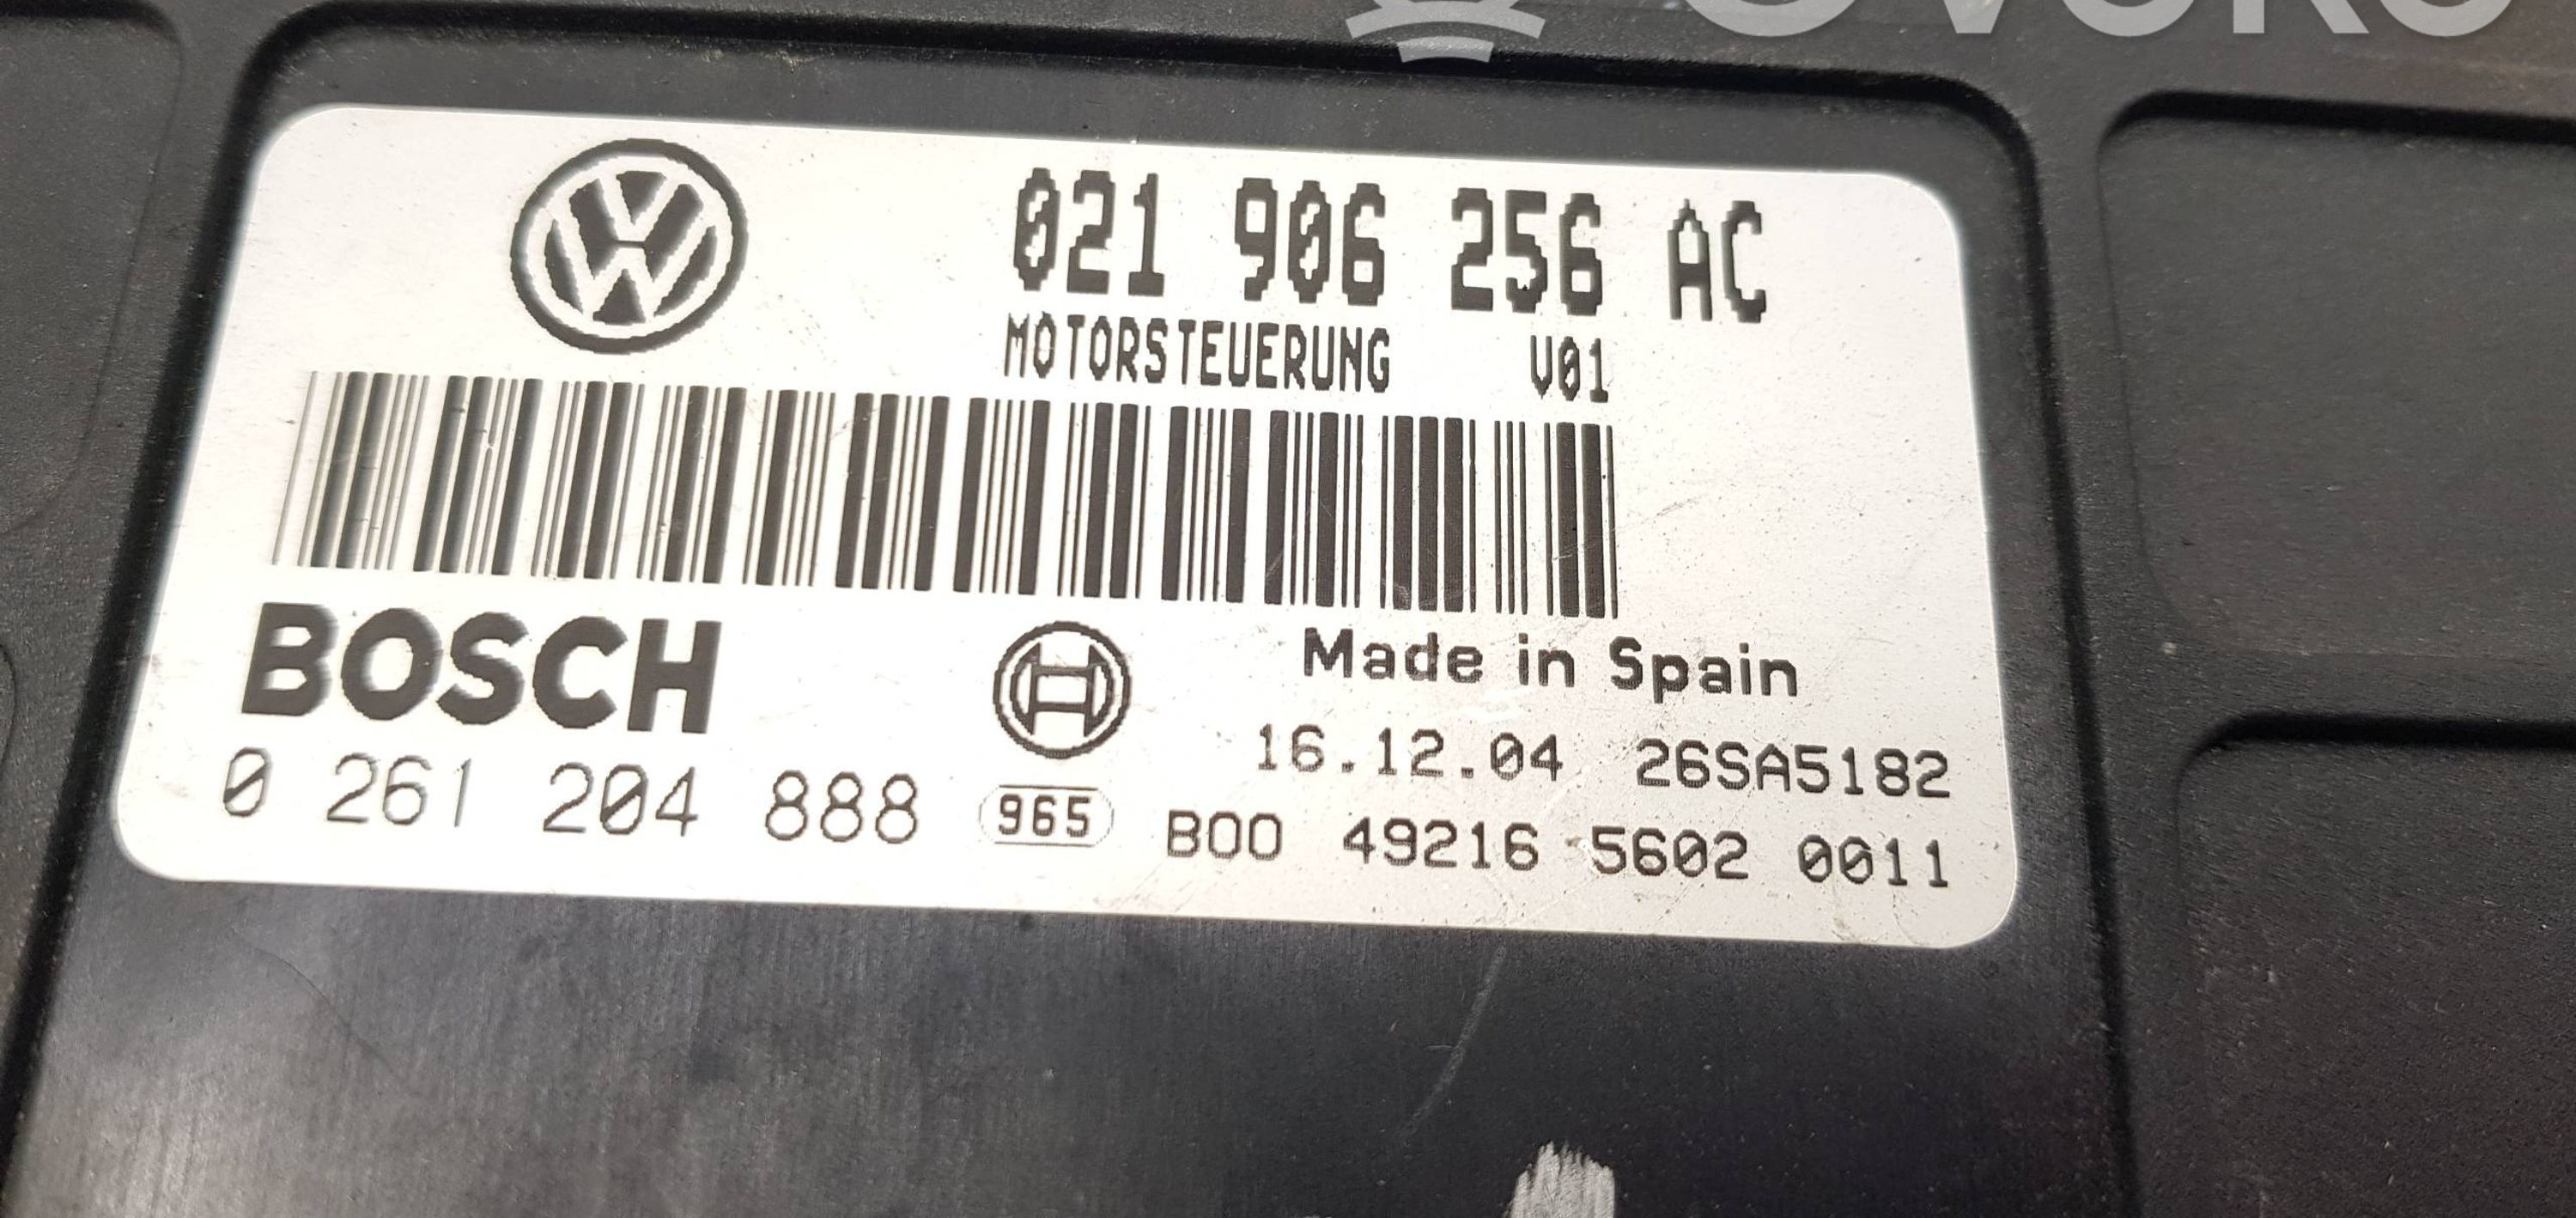 021 906 256 AC
MOTORSTEUERUNG V01
BOSCH
Made in Spain
0 261 204 888
16.12.04 26SA5182
965
B00 49216 5602 0011